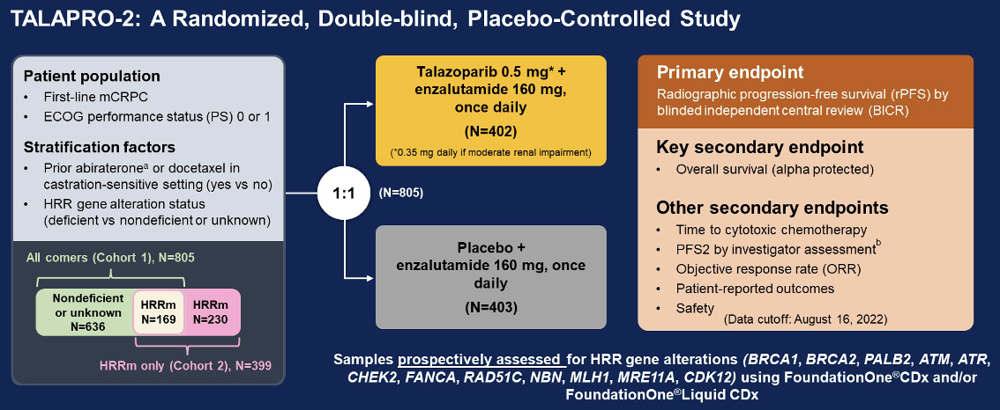 TALAPRO-2: A Randomized, Double-blind, Placebo-Controlled Study
Patient population
• First-line mCRPC
• ECOG performance status (PS) 0 or 1
Stratification factors
• Prior abirateroneª or docetaxel in
castration-sensitive setting (yes vs no)
• HRR gene alteration status
(deficient vs nondeficient or unknown)
All comers (Cohort 1), N=805
Nondeficient
or unknown
N=636
HRRm
N=169
HRRm
N=230
HRRm only (Cohort 2), N=399
1:1
(N=805)
Talazoparib 0.5 mg* +
enzalutamide 160 mg,
once daily
(N=402)
(*0.35 mg daily if moderate renal impairment)
Placebo +
enzalutamide 160 mg, once
daily
(N=403)
Primary endpoint
Radiographic progression-free survival (rPFS) by
blinded independent central review (BICR)
Key secondary endpoint
• Overall survival (alpha protected)
Other secondary endpoints
• Time to cytotoxic chemotherapy
• PFS2 by investigator assessmentᵇ
• Objective response rate (ORR)
• Patient-reported outcomes
• Safety
(Data cutoff: August 16, 2022)
Samples prospectively assessed for HRR gene alterations (BRCA1, BRCA2, PALB2, ATM, ATR,
CHEK2, FANCA, RAD51C, NBN, MLH1, MRE11A, CDK12) using FoundationOne®CDx and/or
FoundationOne®Liquid CDx